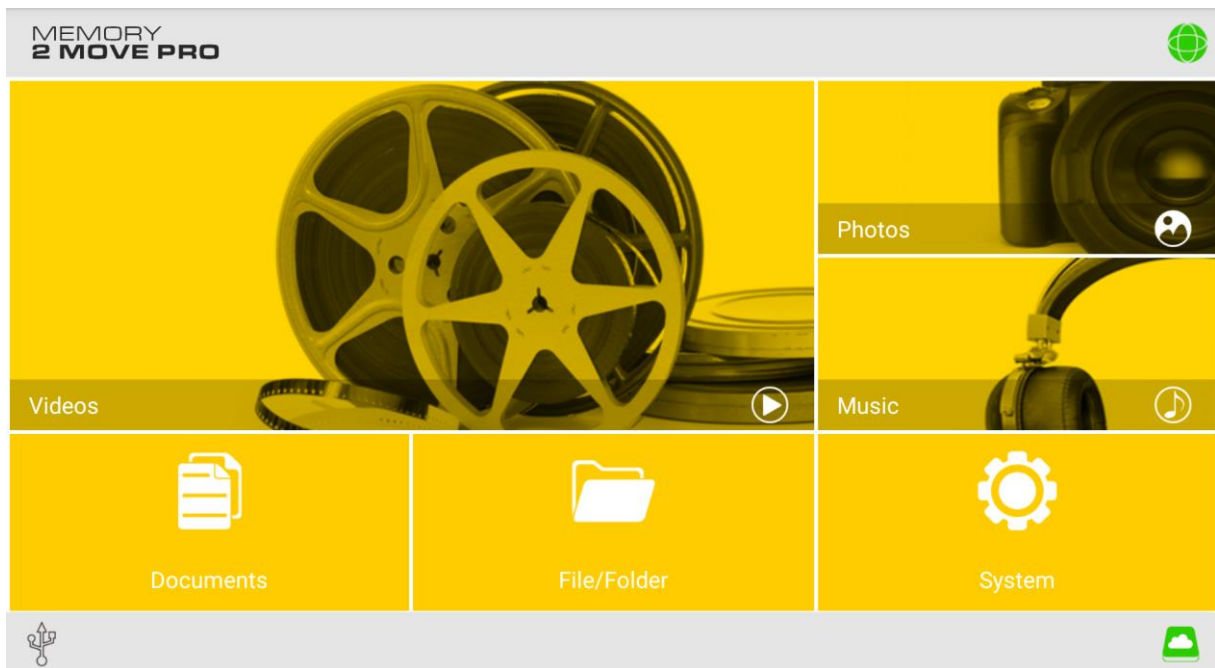 MEMORY
2 MOVE PRO
Videos
Photos
Music
Documents
File/Folder
System